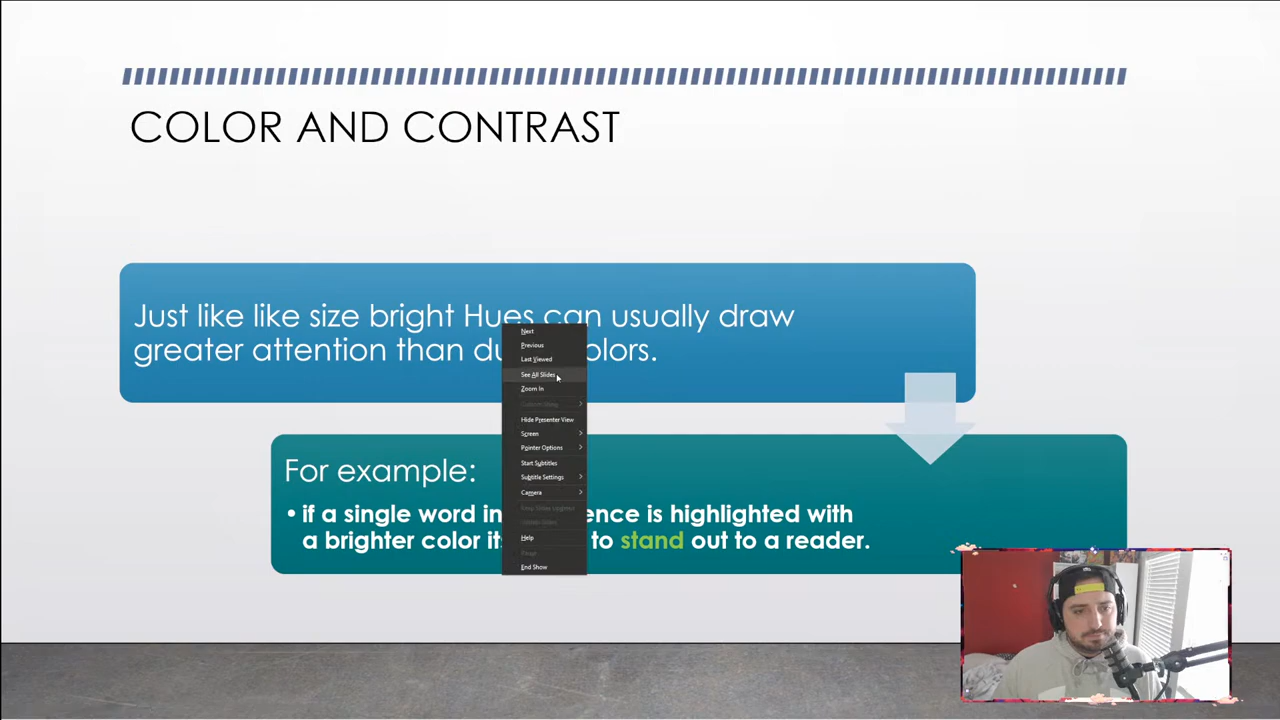 COLOR AND CONTRAST
Just like like size bright Hues can usually draw
greater attention than du olors.
For example:
• if a single word in ence is highlighted with
a brighter color its to stand out to a reader.
Next
Previous
Last Viewed
See All Slides
Zoom In
Custom Show
Hide Presenter View
Screen
Pointer Options
Start Subtitles
Subtitle Settings
Camera
Help
Pause
End Show